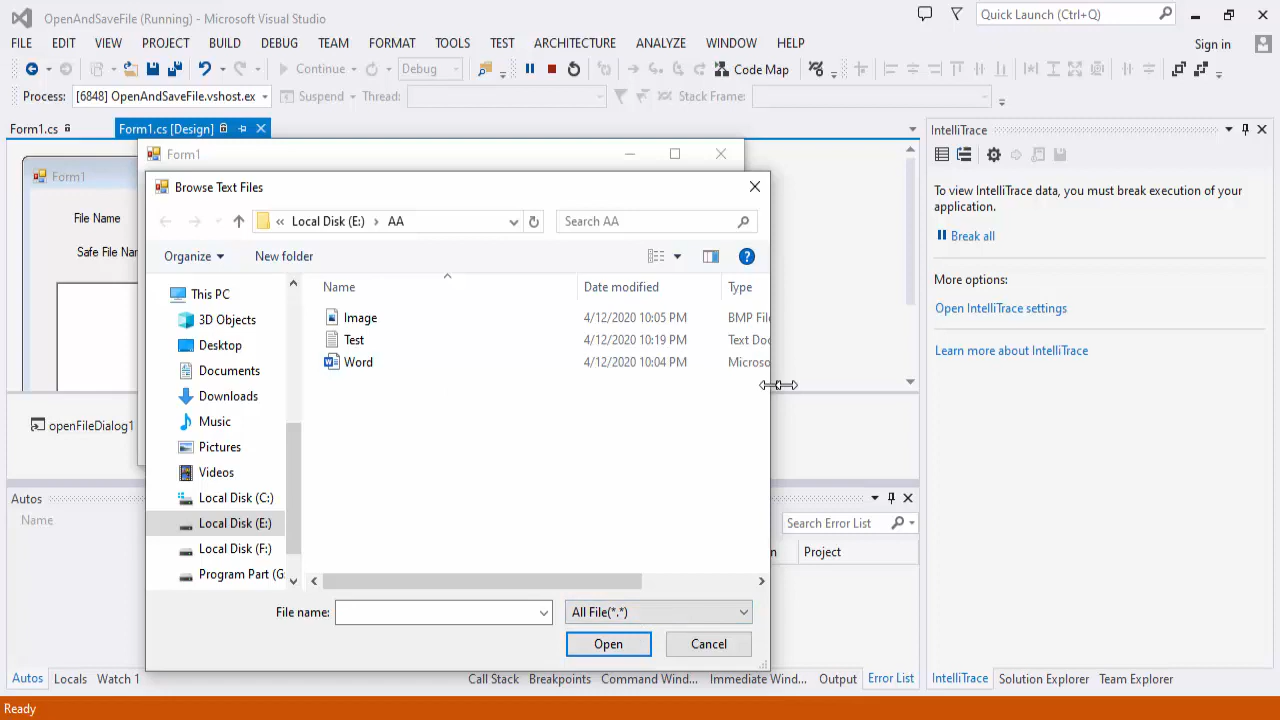 OpenAndSaveFile (Running) - Microsoft Visual Studio
Quick Launch (Ctrl+Q)
FILE EDIT VIEW PROJECT BUILD DEBUG TEAM FORMAT TOOLS TEST ARCHITECTURE ANALYZE WINDOW HELP
Sign in
Continue Debug Code Map
Process: [6848] OpenAndSaveFile.vshost.ex Suspend Thread: Stack Frame:
Form1.cs Form1.cs [Design]
Form1
File Name
Safe File Nam
openFileDialog1
Form1
Browse Text Files
« Local Disk (E:) › AA
Search AA
Organize New folder
This PC
3D Objects
Desktop
Documents
Downloads
Music
Pictures
Videos
Local Disk (C:)
Local Disk (E:)
Local Disk (F:)
Program Part (G
Name Date modified Type
Image 4/12/2020 10:05 PM BMP File
Test 4/12/2020 10:19 PM Text Doc
Word 4/12/2020 10:04 PM Microso
File name: All File(*.*)
Open Cancel
IntelliTrace
To view IntelliTrace data, you must break execution of your
application.
Break all
More options:
Open IntelliTrace settings
Learn more about IntelliTrace
Autos
Name
Search Error List
Project
Autos Locals Watch 1
Call Stack Breakpoints Command Wind... Immediate Wind... Output Error List
IntelliTrace Solution Explorer Team Explorer
Ready